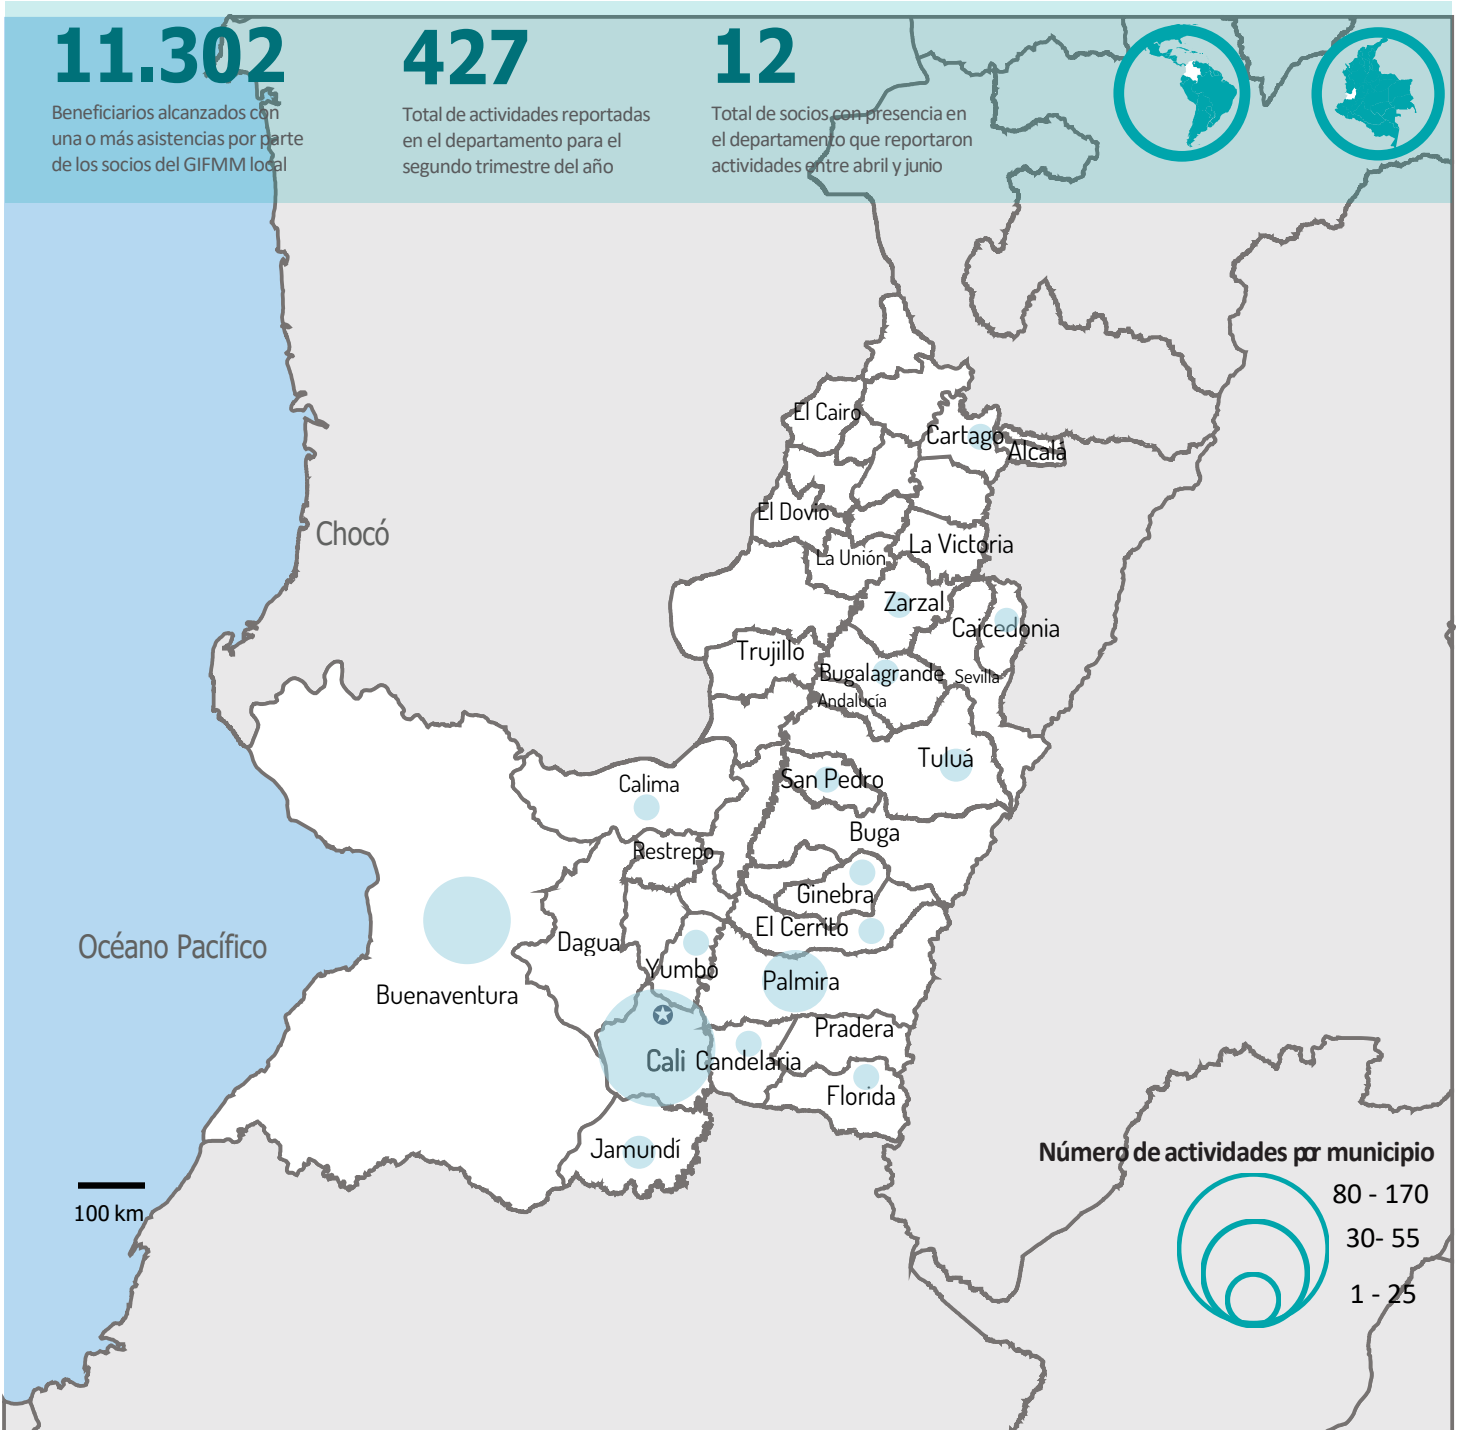 11.302
Beneficiarios alcanzados con
una o más asistencias por parte
de los socios del GIFMM local
427
Total de actividades reportadas
en el departamento para el
segundo trimestre del año
12
Total de socios con presencia en
el departamento que reportaron
actividades entre abril y junio
El Cairo
Cartago
Alcalá
El Dovio
Chocó
La Victoria
La Unión
Zarzal
Caicedonia
Trujillo
Bugalagrande
Sevilla
Andalucía
Tuluá
San Pedro
Calima
Buga
Restrepo
Ginebra
El Cerrito
Dagua
Océano Pacífico
Yumbo
Palmira
Buenaventura
Pradera
Cali
Candelaria
Florida
Jamundí
100 km
Número de actividades por municipio
80 - 170
30- 55
1 - 25